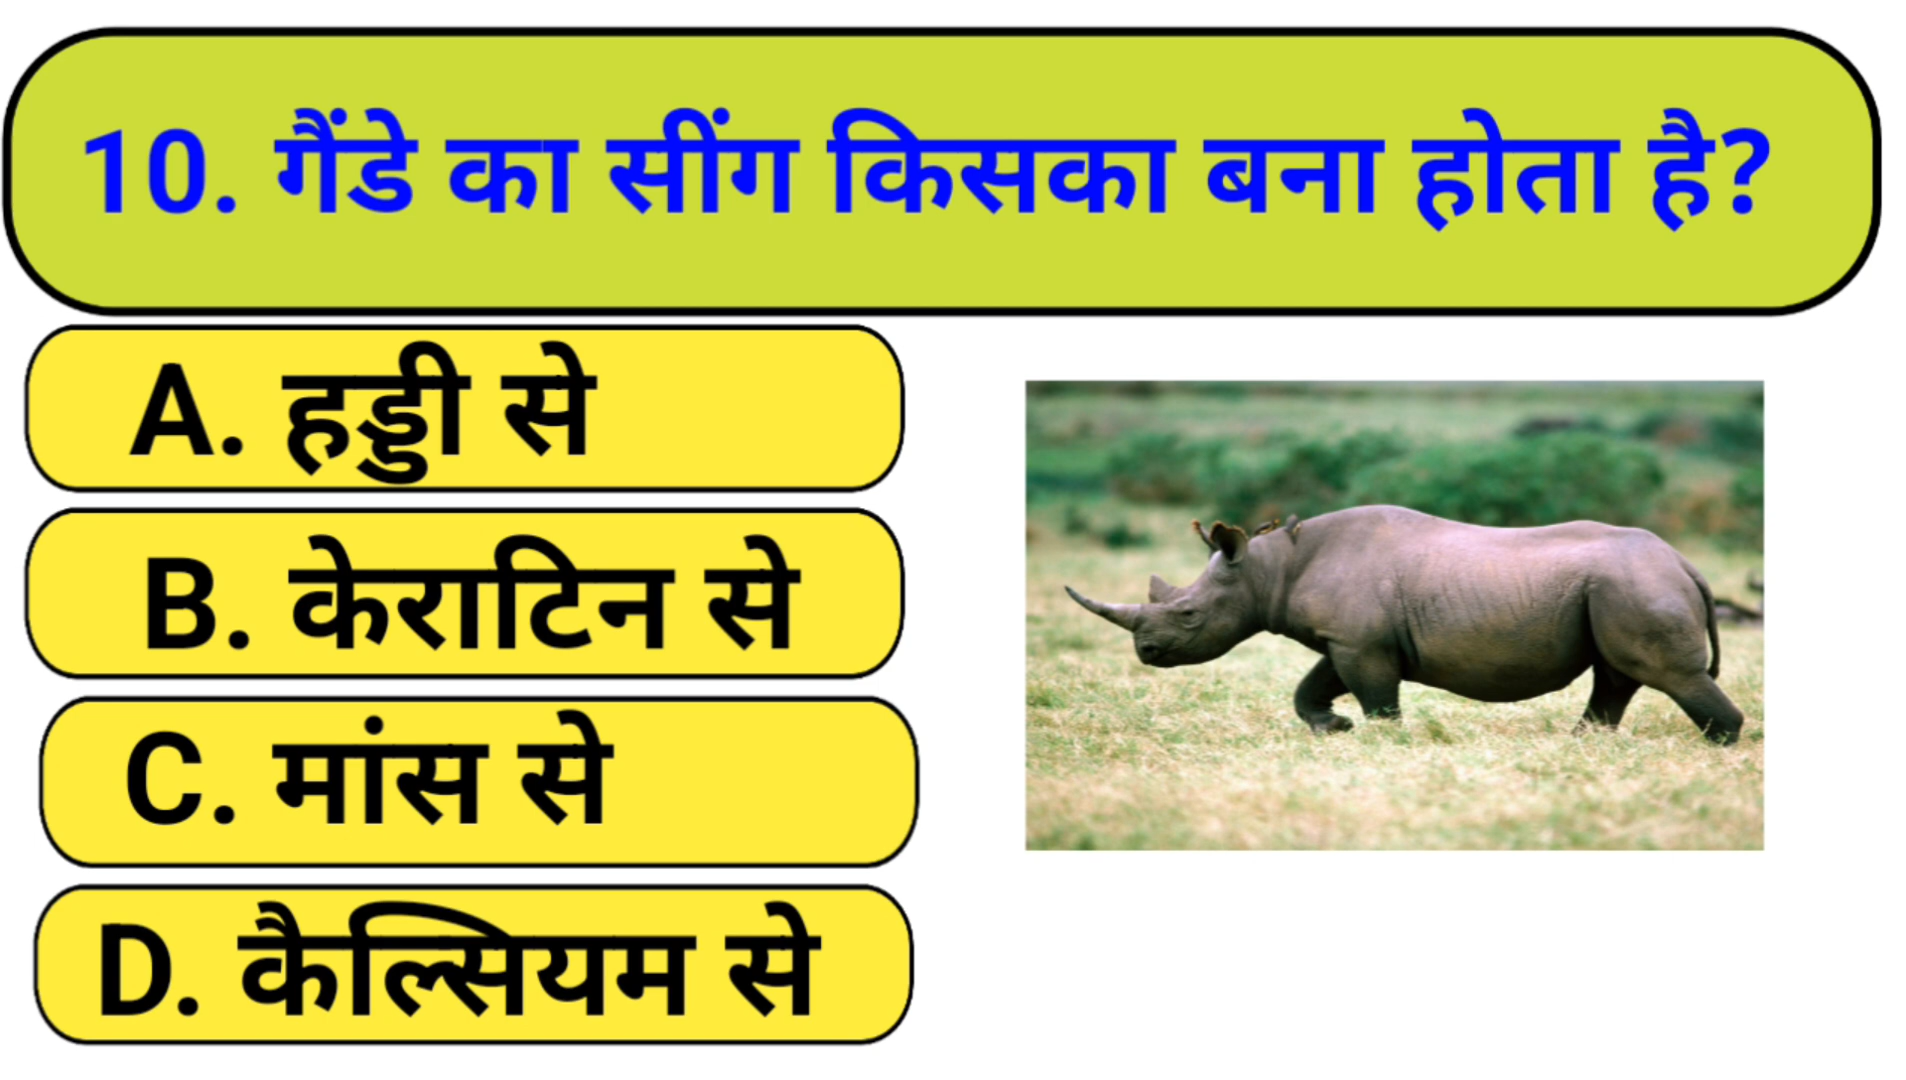 10. गैंडे का सींग किसका बना होता है?
A. हड्डी से
B. केराटिन से
C. मांस से
D. कैल्सियम से